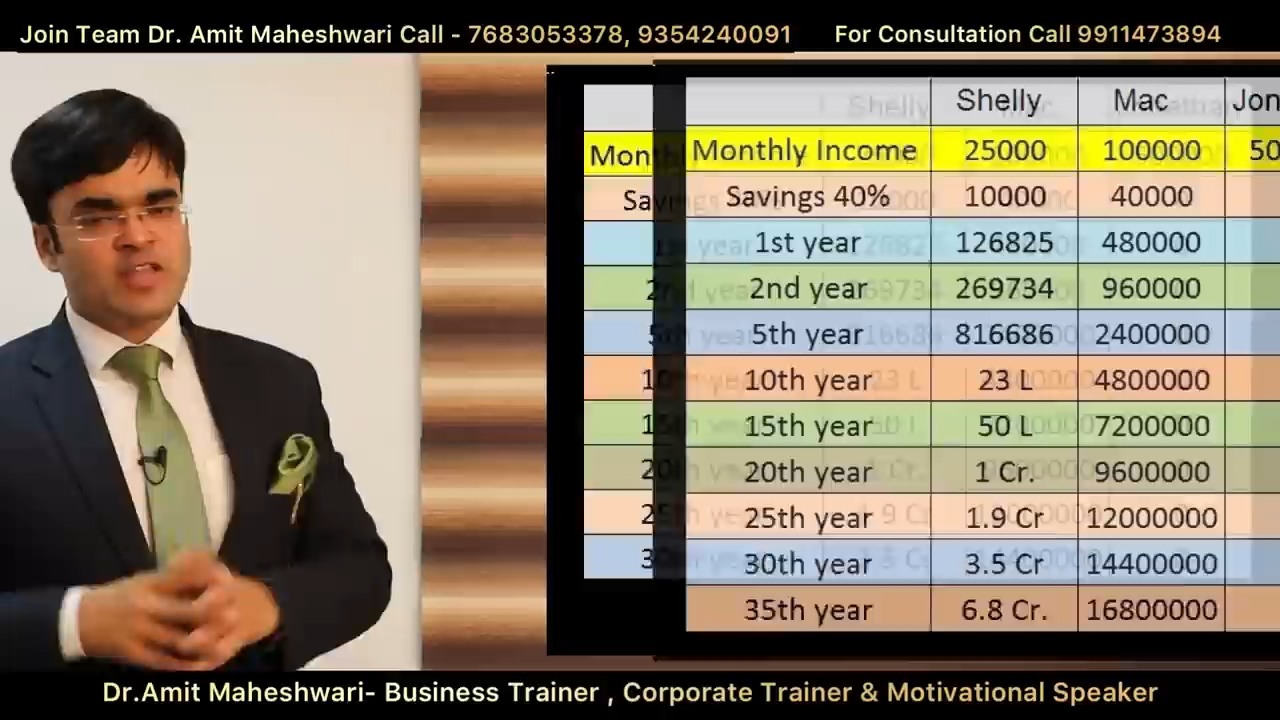 Join Team Dr. Amit Maheshwari Call - 7683053378, 9354240091 For Consultation Call 9911473894
Shelly Mac Jon
Monthly Income 25000 100000 50
Savings 40% 10000 40000
1st year 126825 480000
2nd year 269734 960000
5th year 816686 2400000
10th year 23 L 4800000
15th year 50 L 7200000
20th year 1 Cr. 9600000
25th year 1.9 Cr 12000000
30th year 3.5 Cr 14400000
35th year 6.8 Cr. 16800000
Dr.Amit Maheshwari- Business Trainer , Corporate Trainer & Motivational Speaker